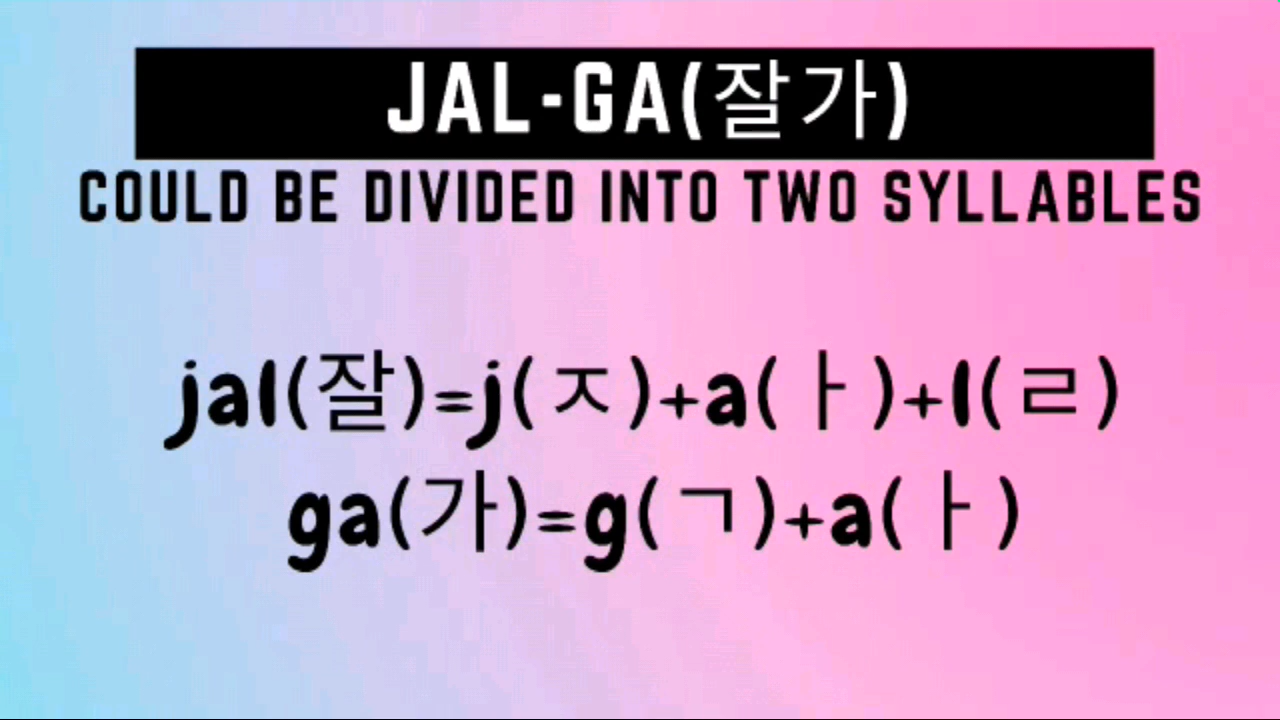 JAL-GA(잘가)
COULD BE DIVIDED INTO TWO SYLLABLES
jal(잘)=j(ㅈ)+a(ㅏ)+l(ㄹ)
ga(가)=g(ㄱ)+a(ㅏ)